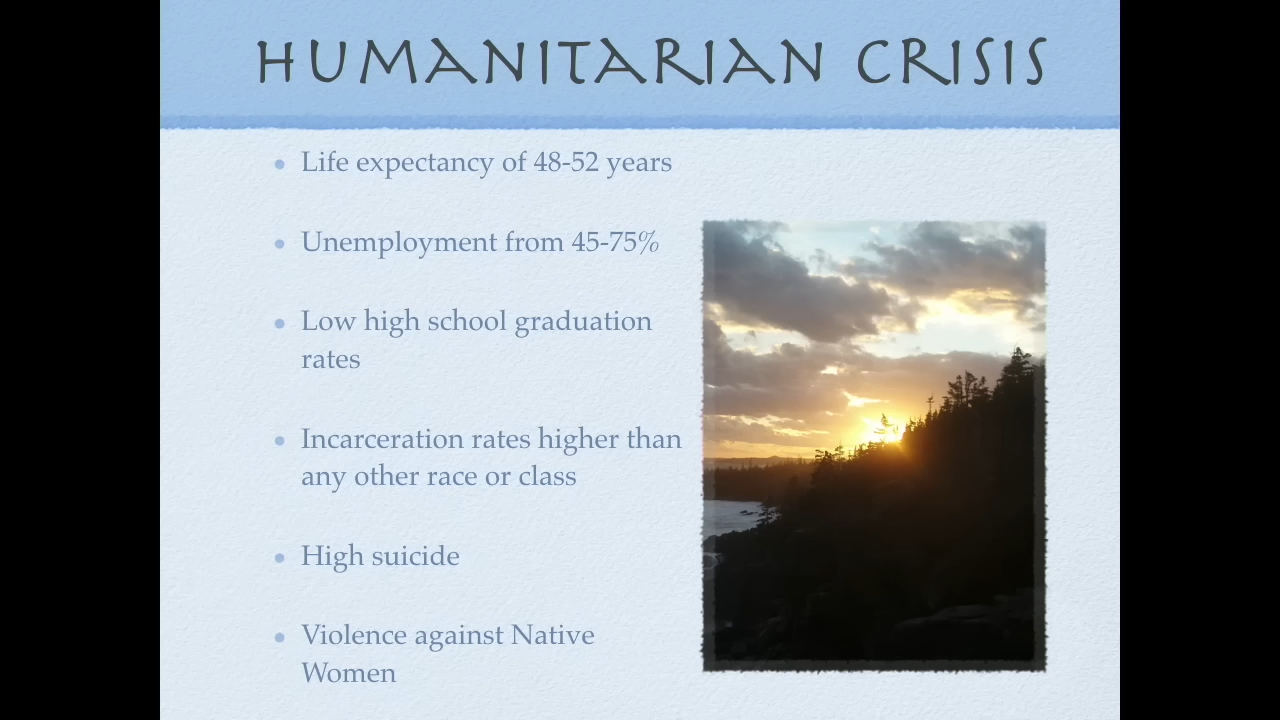 HUMANITARIAN CRISIS
• Life expectancy of 48-52 years
• Unemployment from 45-75%
• Low high school graduation
rates
• Incarceration rates higher than
any other race or class
• High suicide
• Violence against Native
Women